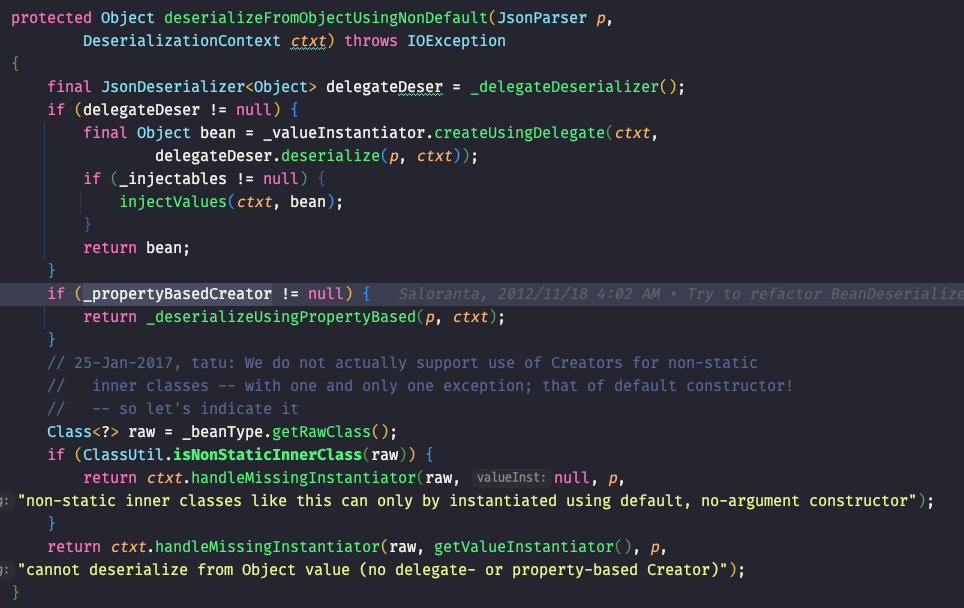 protected Object deserializeFromObjectUsingNonDefault(JsonParser p,
        DeserializationContext ctxt) throws IOException
{
    final JsonDeserializer<Object> delegateDeser = _delegateDeserializer();
    if (delegateDeser != null) {
        final Object bean = _valueInstantiator.createUsingDelegate(ctxt,
                delegateDeser.deserialize(p, ctxt));
        if (_injectables != null) {
            injectValues(ctxt, bean);
        }
        return bean;
    }
    if (_propertyBasedCreator != null) {   Saloranta, 2012/11/18 4:02 AM • Try to refactor BeanDeserialize
        return _deserializeUsingPropertyBased(p, ctxt);
    }
    // 25-Jan-2017, tatu: We do not actually support use of Creators for non-static
    //   inner classes -- with one and only one exception; that of default constructor!
    //   -- so let's indicate it
    Class<?> raw = _beanType.getRawClass();
    if (ClassUtil.isNonStaticInnerClass(raw)) {
        return ctxt.handleMissingInstantiator(raw, valueInst: null, p,
g: "non-static inner classes like this can only by instantiated using default, no-argument constructor");
    }
    return ctxt.handleMissingInstantiator(raw, getValueInstantiator(), p,
g: "cannot deserialize from Object value (no delegate- or property-based Creator)");
}